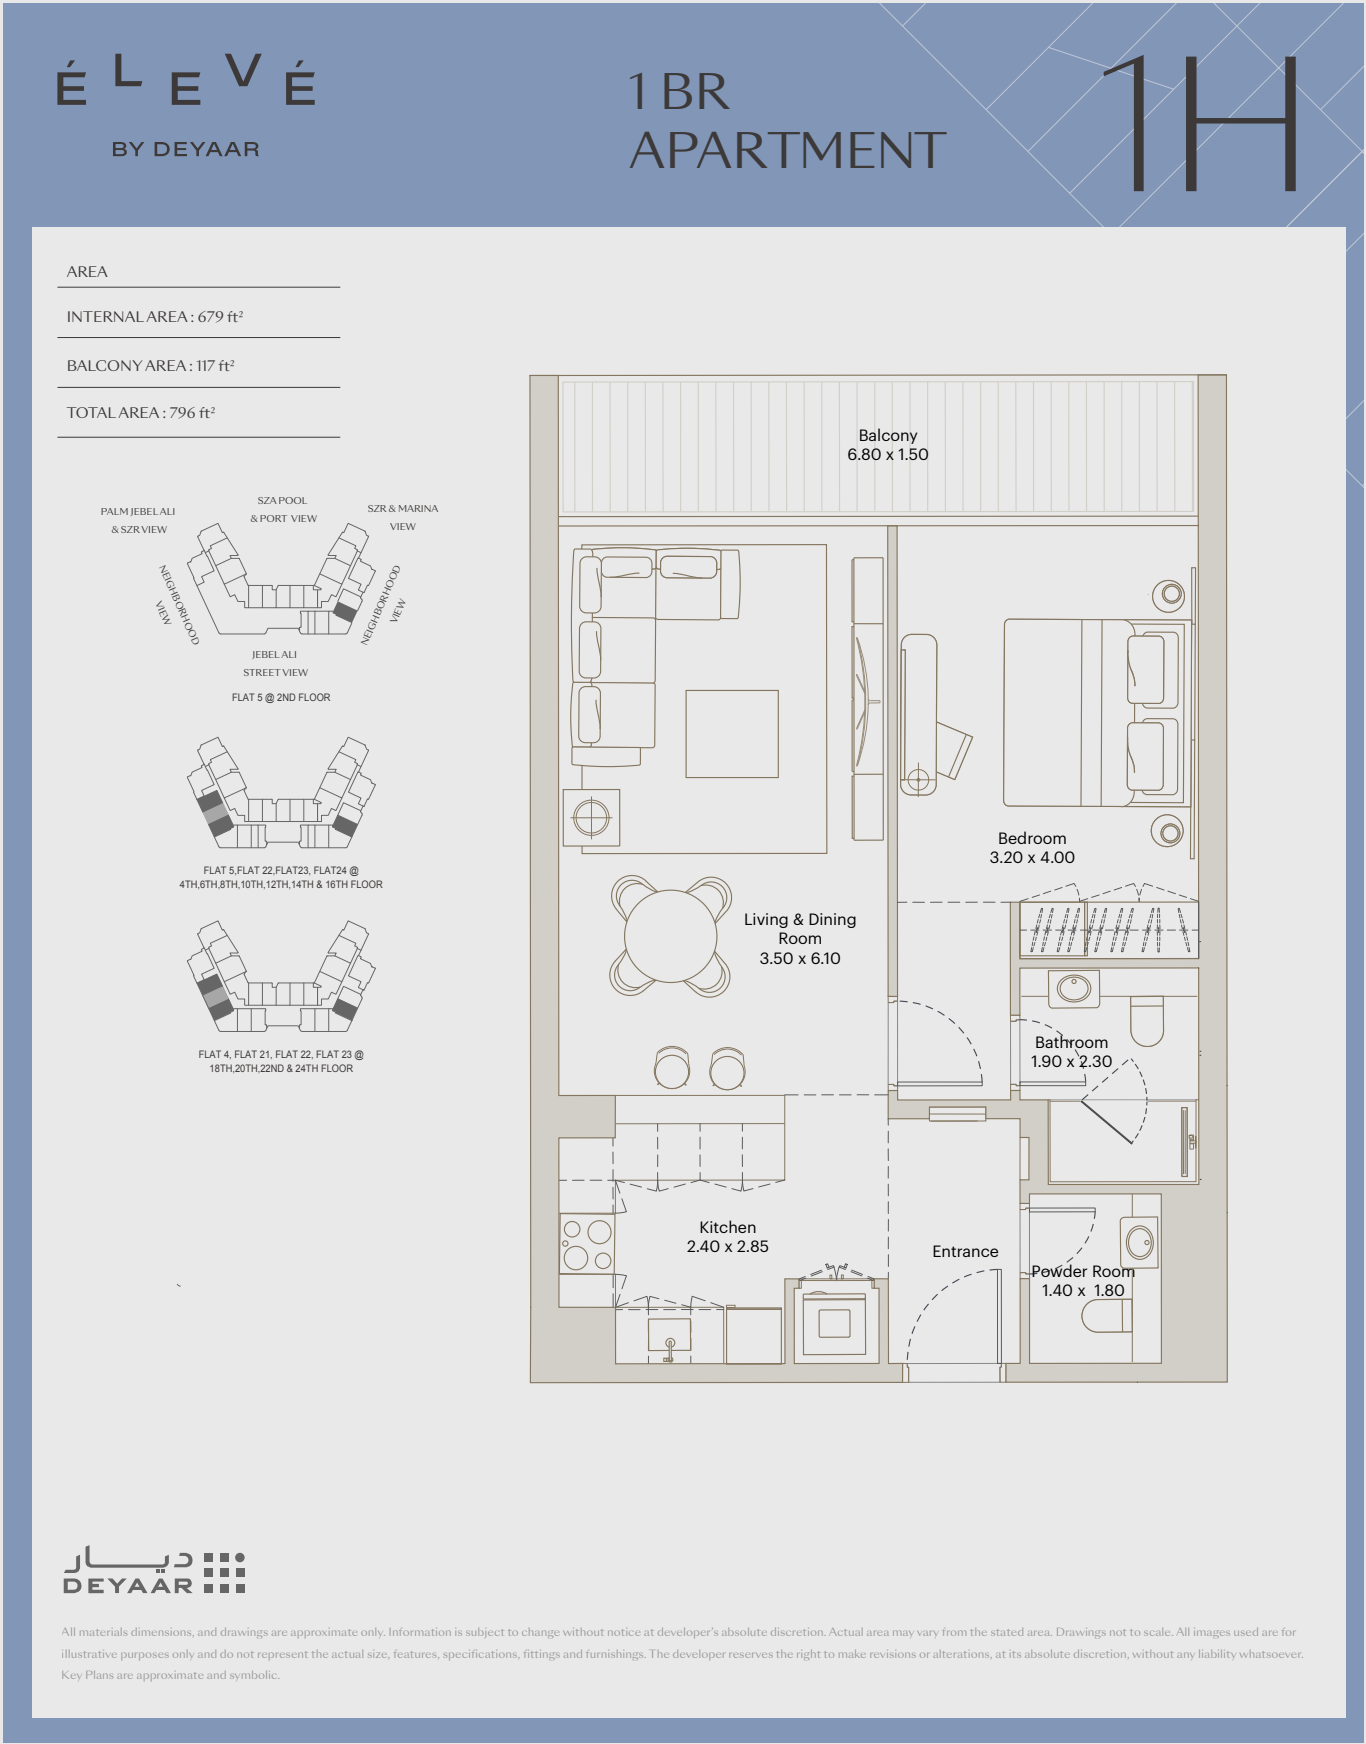 ÉLEVÉ
BY DEYAAR
1 BR
APARTMENT
1H
AREA
INTERNAL AREA : 679 ft²
BALCONY AREA : 117 ft²
TOTAL AREA : 796 ft²
PALM JEBEL ALI
& SZR VIEW
SZA POOL
& PORT VIEW
SZR & MARINA
VIEW
NEIGHBORHOOD
VIEW
NEIGHBORHOOD
VIEW
JEBEL ALI
STREET VIEW
FLAT 5 @ 2ND FLOOR
FLAT 5,FLAT 22,FLAT23, FLAT24 @
4TH,6TH,8TH,10TH,12TH,14TH & 16TH FLOOR
FLAT 4, FLAT 21, FLAT 22, FLAT 23 @
18TH,20TH,22ND & 24TH FLOOR
Balcony
6.80 x 1.50
Bedroom
3.20 x 4.00
Living & Dining
Room
3.50 x 6.10
Bathroom
1.90 x 2.30
Kitchen
2.40 x 2.85
Entrance
Powder Room
1.40 x 1.80
ديار
DEYAAR
All materials dimensions, and drawings are approximate only. Information is subject to change without notice at developer's absolute discretion. Actual area may vary from the stated area. Drawings not to scale. All images used are for
illustrative purposes only and do not represent the actual size, features, specifications, fittings and furnishings. The developer reserves the right to make revisions or alterations, at its absolute discretion, without any liability whatsoever.
Key Plans are approximate and symbolic.